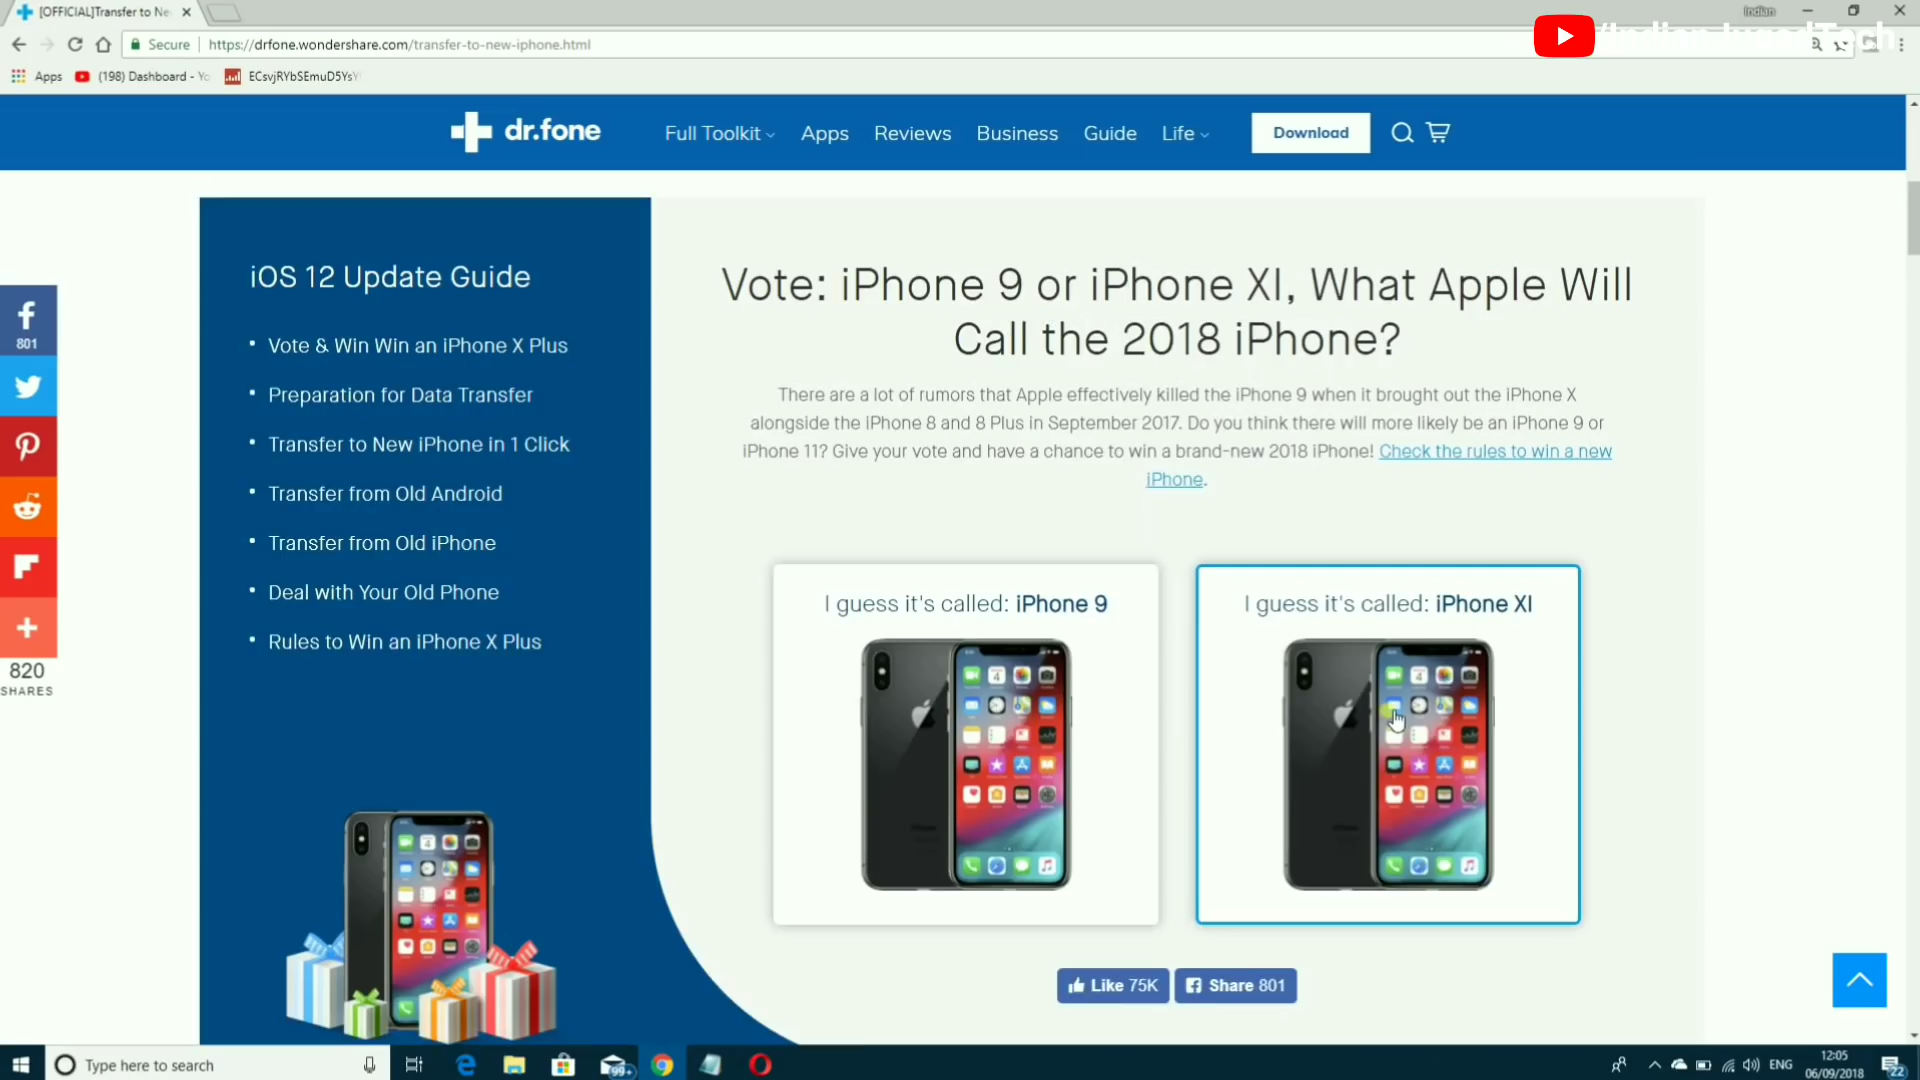 [OFFICIAL]Transfer to Ne
Indian
Secure
https://drfone.wondershare.com/transfer-to-new-iphone.html
Apps
(198) Dashboard - Yo
ECsvjRYbSEmuD5YsY
dr.fone
Full Toolkit
Apps
Reviews
Business
Guide
Life
Download
801
820
SHARES
iOS 12 Update Guide
• Vote & Win Win an iPhone X Plus
• Preparation for Data Transfer
• Transfer to New iPhone in 1 Click
• Transfer from Old Android
• Transfer from Old iPhone
• Deal with Your Old Phone
• Rules to Win an iPhone X Plus
Vote: iPhone 9 or iPhone XI, What Apple Will
Call the 2018 iPhone?
There are a lot of rumors that Apple effectively killed the iPhone 9 when it brought out the iPhone X
alongside the iPhone 8 and 8 Plus in September 2017. Do you think there will more likely be an iPhone 9 or
iPhone 11? Give your vote and have a chance to win a brand-new 2018 iPhone! Check the rules to win a new
iPhone.
I guess it's called: iPhone 9
I guess it's called: iPhone XI
Like 75K
Share 801
Type here to search
99+
ENG
12:05
06/09/2018
22